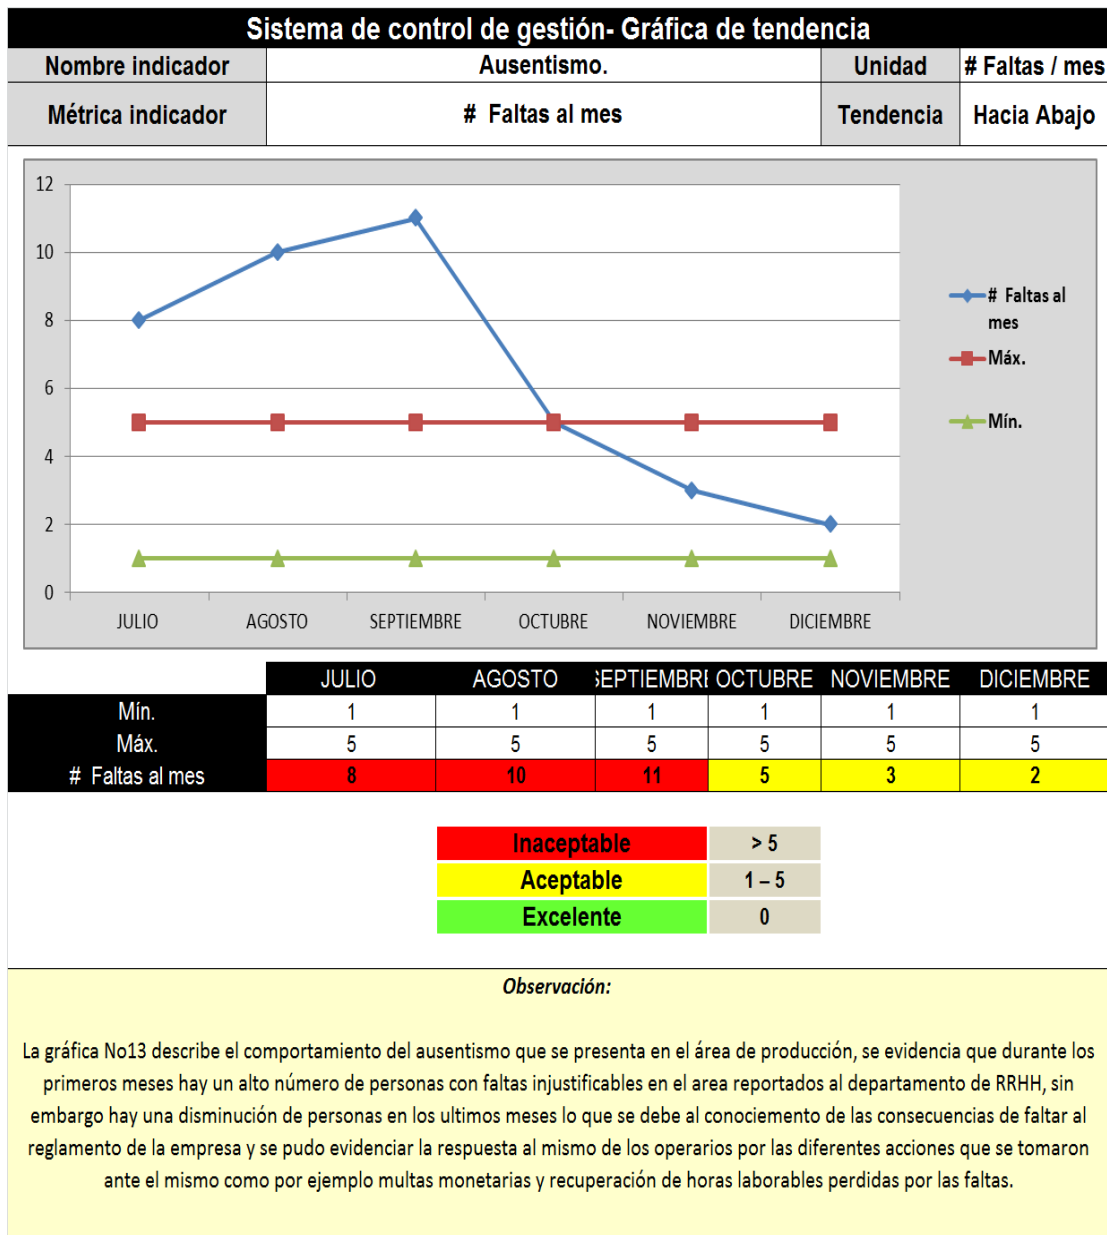 Sistema de control de gestión- Gráfica de tendencia
Nombre indicador Ausentismo. Unidad # Faltas / mes
Métrica indicador # Faltas al mes Tendencia Hacia Abajo
12
10
8
6
4
2
0
JULIO AGOSTO SEPTIEMBRE OCTUBRE NOVIEMBRE DICIEMBRE
# Faltas al
mes
Máx.
Mín.
JULIO AGOSTO SEPTIEMBRE OCTUBRE NOVIEMBRE DICIEMBRE
Mín. 1 1 1 1 1 1
Máx. 5 5 5 5 5 5
# Faltas al mes 8 10 11 5 3 2
Inaceptable > 5
Aceptable 1 – 5
Excelente 0
Observación:
La gráfica No13 describe el comportamiento del ausentismo que se presenta en el área de producción, se evidencia que durante los
primeros meses hay un alto número de personas con faltas injustificables en el area reportados al departamento de RRHH, sin
embargo hay una disminución de personas en los ultimos meses lo que se debe al conociemento de las consecuencias de faltar al
reglamento de la empresa y se pudo evidenciar la respuesta al mismo de los operarios por las diferentes acciones que se tomaron
ante el mismo como por ejemplo multas monetarias y recuperación de horas laborables perdidas por las faltas.